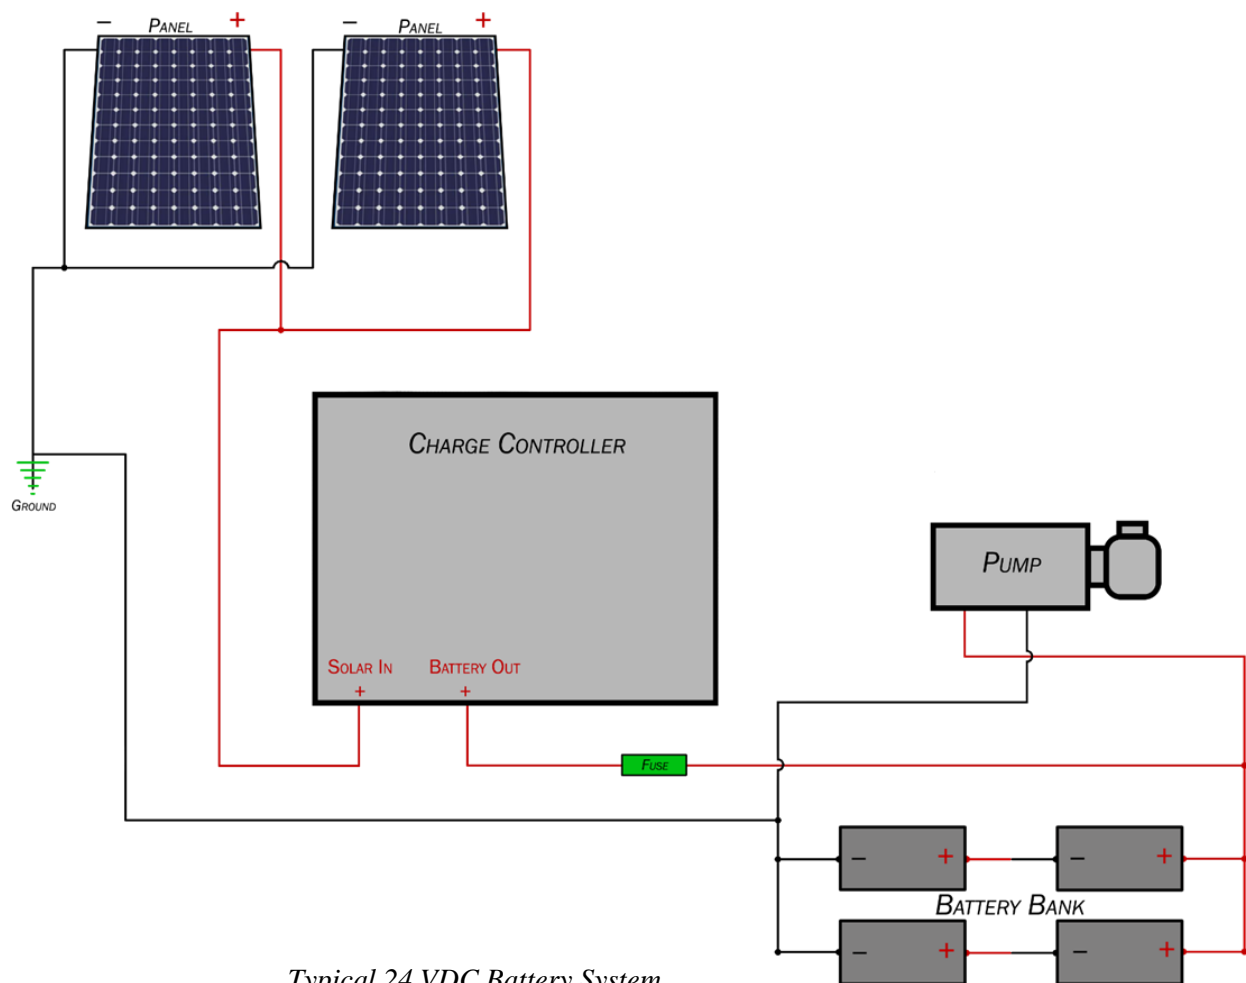 − PANEL +
− PANEL +
CHARGE CONTROLLER
GROUND
PUMP
SOLAR IN
BATTERY OUT
+
+
FUSE
− +
− +
BATTERY BANK
− +
− +
Typical 24 VDC Battery System